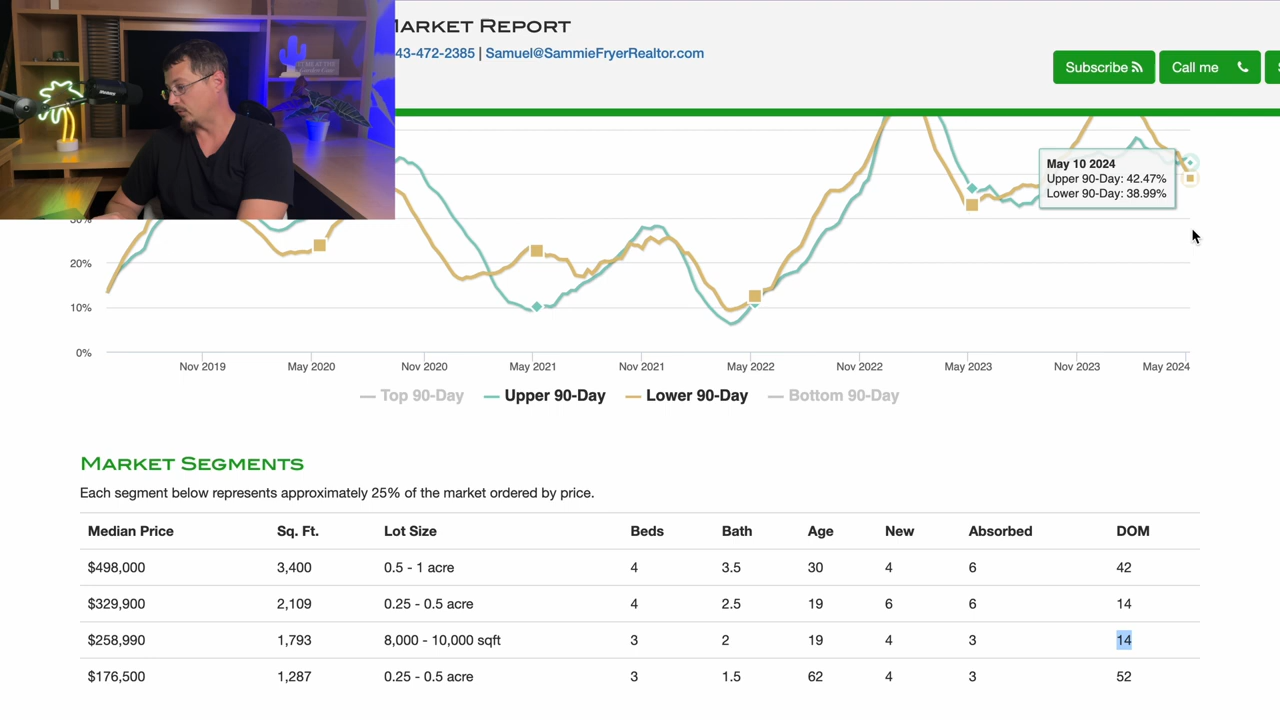 MARKET REPORT
43-472-2385 | Samuel@SammieFryerRealtor.com
Subscribe
Call me
May 10 2024
Upper 90-Day: 42.47%
Lower 90-Day: 38.99%
30%
20%
10%
0%
Nov 2019 May 2020 Nov 2020 May 2021 Nov 2021 May 2022 Nov 2022 May 2023 Nov 2023 May 2024
Top 90-Day Upper 90-Day Lower 90-Day Bottom 90-Day
MARKET SEGMENTS
Each segment below represents approximately 25% of the market ordered by price.
Median Price Sq. Ft. Lot Size Beds Bath Age New Absorbed DOM
$498,000 3,400 0.5 - 1 acre 4 3.5 30 4 6 42
$329,900 2,109 0.25 - 0.5 acre 4 2.5 19 6 6 14
$258,990 1,793 8,000 - 10,000 sqft 3 2 19 4 3 14
$176,500 1,287 0.25 - 0.5 acre 3 1.5 62 4 3 52